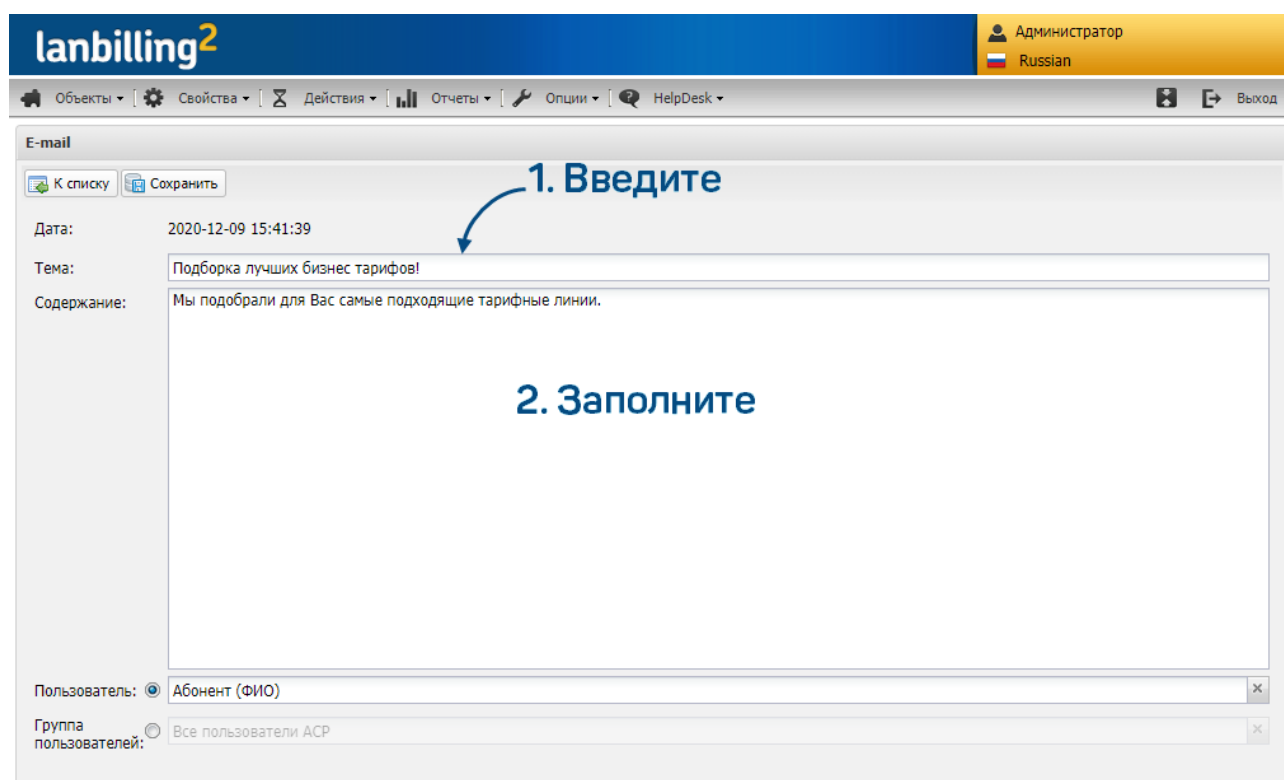 lanbilling2
Администратор
Russian
Объекты Свойства Действия Отчеты Опции HelpDesk Выход
E-mail
К списку Сохранить
1. Введите
Дата: 2020-12-09 15:41:39
Тема: Подборка лучших бизнес тарифов!
Содержание: Мы подобрали для Вас самые подходящие тарифные линии.
2. Заполните
Пользователь: Абонент (ФИО)
Группа
пользователей: Все пользователи АСР